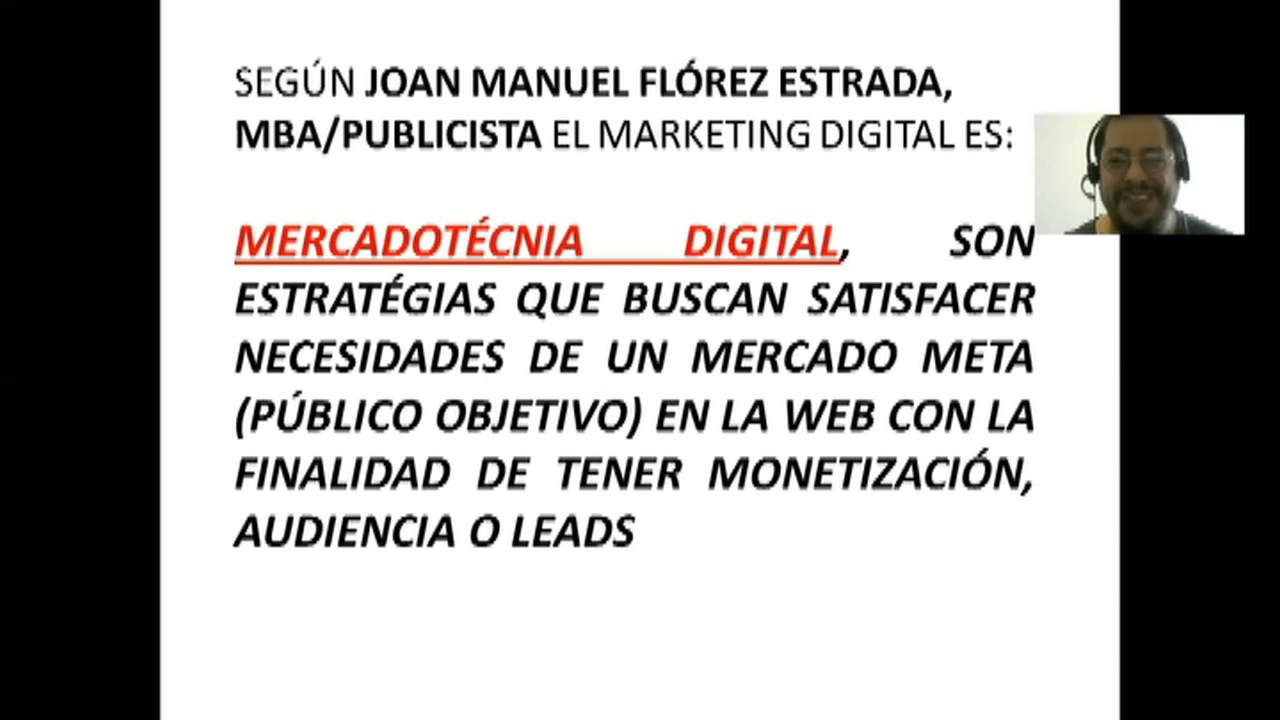 SEGÚN JOAN MANUEL FLÓREZ ESTRADA,
MBA/PUBLICISTA EL MARKETING DIGITAL ES:
MERCADOTÉCNIA DIGITAL, SON
ESTRATÉGIAS QUE BUSCAN SATISFACER
NECESIDADES DE UN MERCADO META
(PÚBLICO OBJETIVO) EN LA WEB CON LA
FINALIDAD DE TENER MONETIZACIÓN,
AUDIENCIA O LEADS